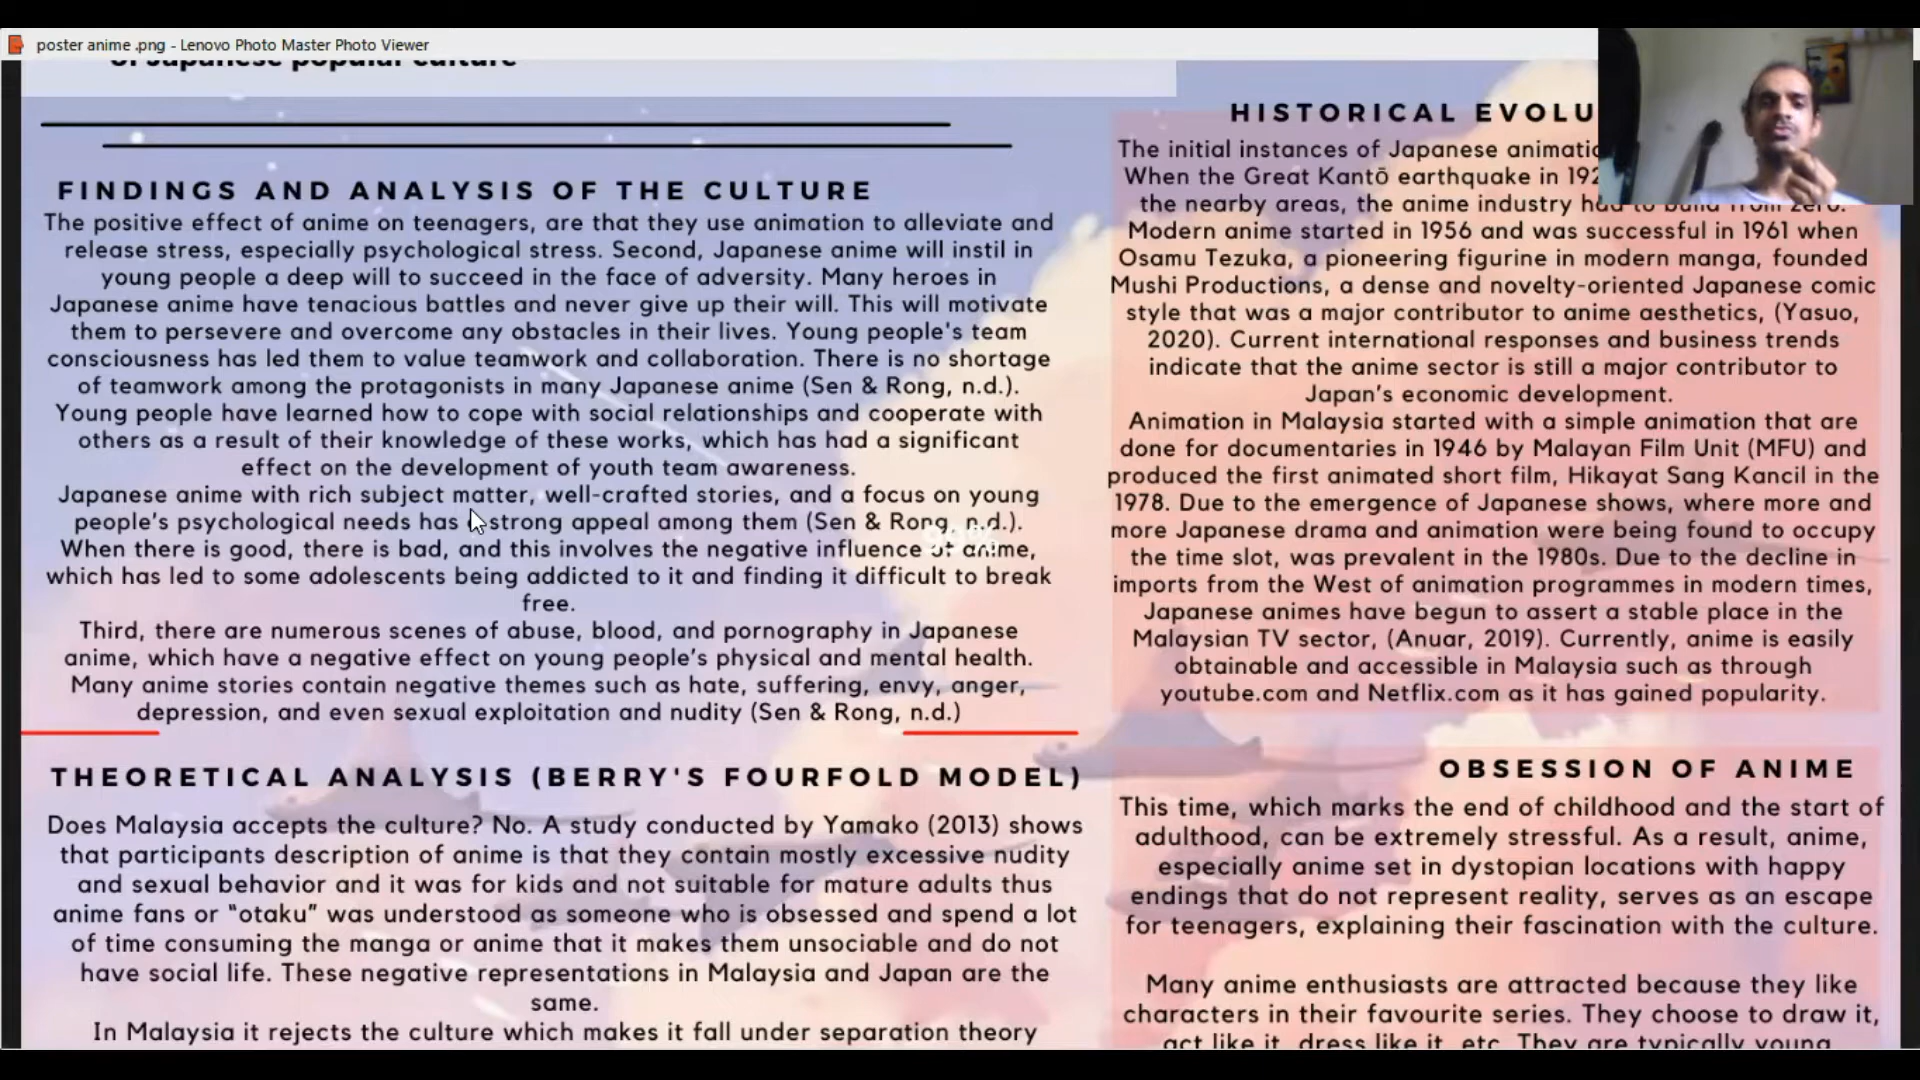 poster anime .png - Lenovo Photo Master Photo Viewer
of Japanese popular culture
FINDINGS AND ANALYSIS OF THE CULTURE
The positive effect of anime on teenagers, are that they use animation to alleviate and
release stress, especially psychological stress. Second, Japanese anime will instil in
young people a deep will to succeed in the face of adversity. Many heroes in
Japanese anime have tenacious battles and never give up their will. This will motivate
them to persevere and overcome any obstacles in their lives. Young people's team
consciousness has led them to value teamwork and collaboration. There is no shortage
of teamwork among the protagonists in many Japanese anime (Sen & Rong, n.d.).
Young people have learned how to cope with social relationships and cooperate with
others as a result of their knowledge of these works, which has had a significant
effect on the development of youth team awareness.
Japanese anime with rich subject matter, well-crafted stories, and a focus on young
people's psychological needs has a strong appeal among them (Sen & Rong, n.d.).
When there is good, there is bad, and this involves the negative influence of anime,
which has led to some adolescents being addicted to it and finding it difficult to break
free.
Third, there are numerous scenes of abuse, blood, and pornography in Japanese
anime, which have a negative effect on young people's physical and mental health.
Many anime stories contain negative themes such as hate, suffering, envy, anger,
depression, and even sexual exploitation and nudity (Sen & Rong, n.d.)
THEORETICAL ANALYSIS (BERRY'S FOURFOLD MODEL)
Does Malaysia accepts the culture? No. A study conducted by Yamako (2013) shows
that participants description of anime is that they contain mostly excessive nudity
and sexual behavior and it was for kids and not suitable for mature adults thus
anime fans or “otaku” was understood as someone who is obsessed and spend a lot
of time consuming the manga or anime that it makes them unsociable and do not
have social life. These negative representations in Malaysia and Japan are the
same.
In Malaysia it rejects the culture which makes it fall under separation theory
HISTORICAL EVOLU
The initial instances of Japanese animatio
When the Great Kantō earthquake in 192
the nearby areas, the anime industry had to build from zero.
Modern anime started in 1956 and was successful in 1961 when
Osamu Tezuka, a pioneering figurine in modern manga, founded
Mushi Productions, a dense and novelty-oriented Japanese comic
style that was a major contributor to anime aesthetics, (Yasuo,
2020). Current international responses and business trends
indicate that the anime sector is still a major contributor to
Japan's economic development.
Animation in Malaysia started with a simple animation that are
done for documentaries in 1946 by Malayan Film Unit (MFU) and
produced the first animated short film, Hikayat Sang Kancil in the
1978. Due to the emergence of Japanese shows, where more and
more Japanese drama and animation were being found to occupy
the time slot, was prevalent in the 1980s. Due to the decline in
imports from the West of animation programmes in modern times,
Japanese animes have begun to assert a stable place in the
Malaysian TV sector, (Anuar, 2019). Currently, anime is easily
obtainable and accessible in Malaysia such as through
youtube.com and Netflix.com as it has gained popularity.
OBSESSION OF ANIME
This time, which marks the end of childhood and the start of
adulthood, can be extremely stressful. As a result, anime,
especially anime set in dystopian locations with happy
endings that do not represent reality, serves as an escape
for teenagers, explaining their fascination with the culture.
Many anime enthusiasts are attracted because they like
characters in their favourite series. They choose to draw it,
act like it, dress like it, etc. They are typically young